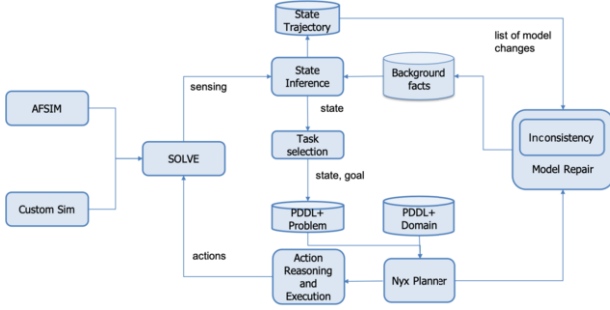 State
Trajectory
list of model
changes
sensing
State
Inference
Background
facts
AFSIM
state
Inconsistency
Task
selection
SOLVE
Model Repair
state, goal
Custom Sim
PDDL+
Problem
PDDL+
Domain
actions
Action
Reasoning
and
Execution
Nyx Planner